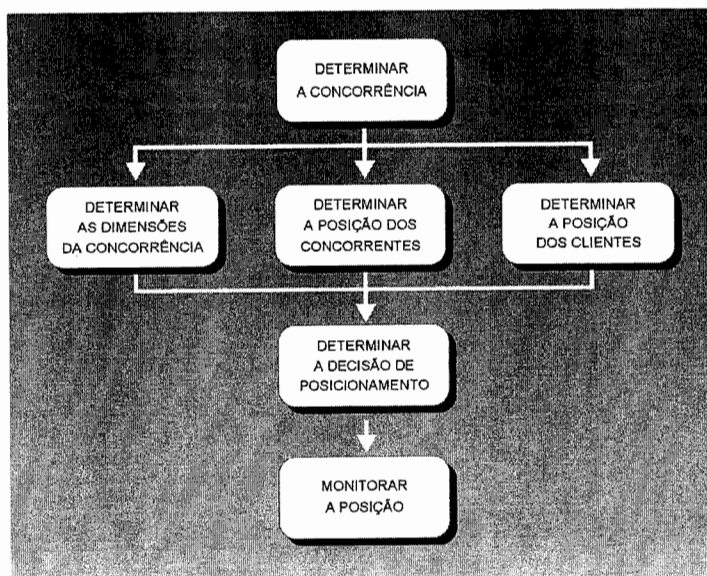 DETERMINAR
A CONCORRÊNCIA
DETERMINAR
AS DIMENSÕES
DA CONCORRÊNCIA
DETERMINAR
A POSIÇÃO DOS
CONCORRENTES
DETERMINAR
A POSIÇÃO
DOS CLIENTES
DETERMINAR
A DECISÃO DE
POSICIONAMENTO
MONITORAR
A POSIÇÃO